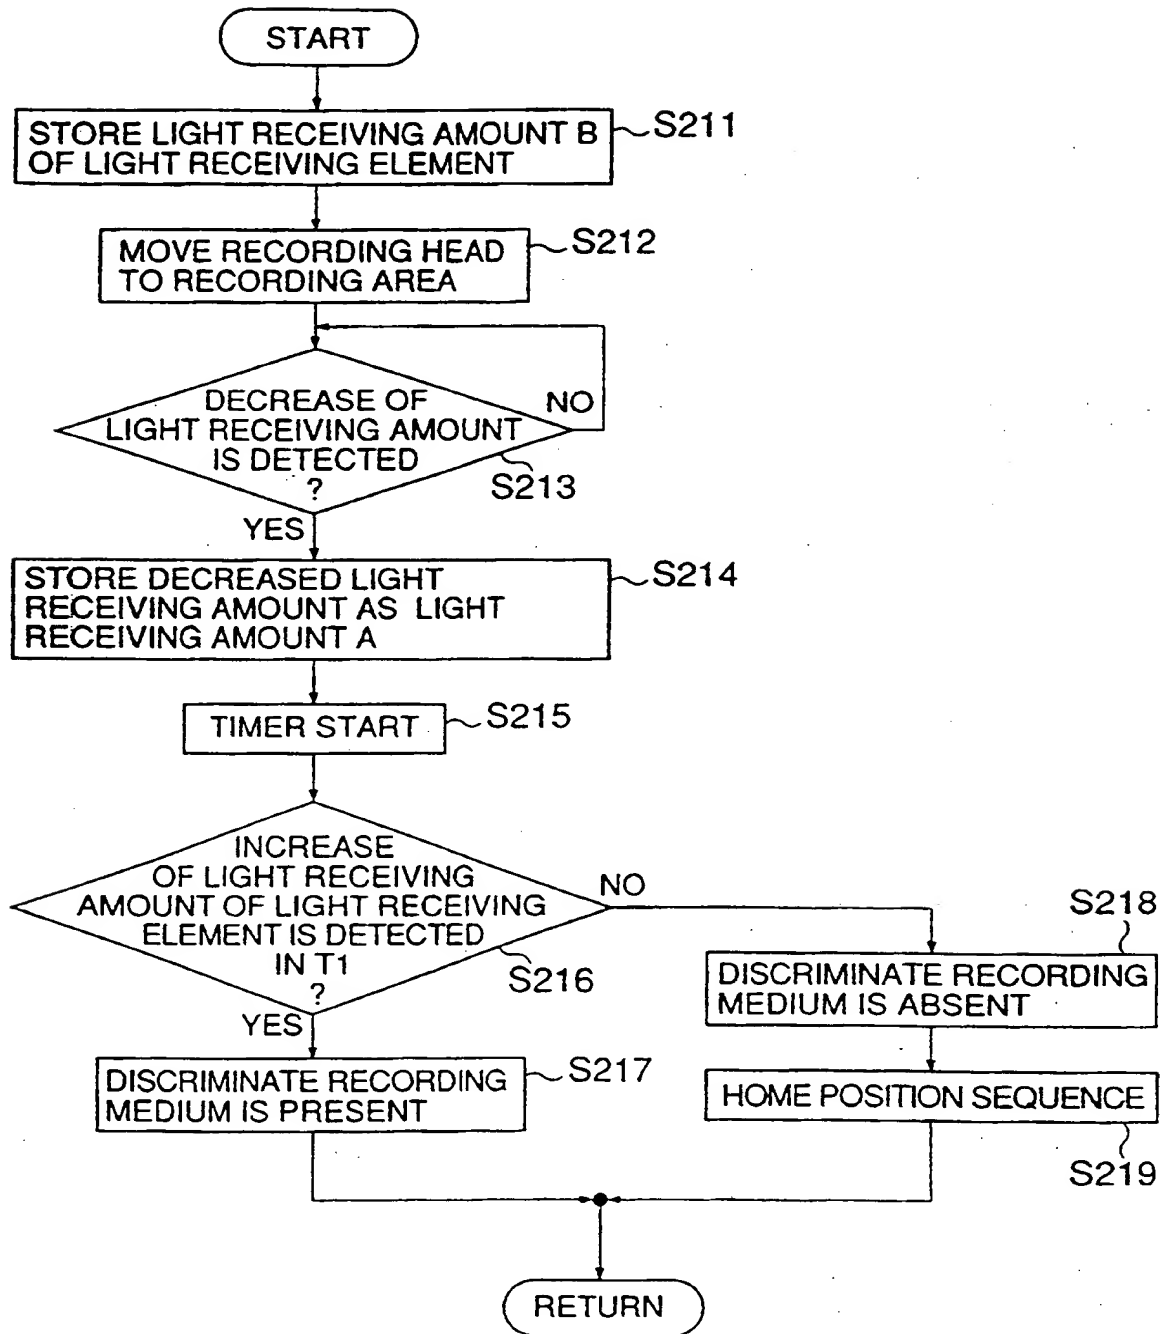 START
STORE LIGHT RECEIVING AMOUNT B
OF LIGHT RECEIVING ELEMENT
S211
MOVE RECORDING HEAD
TO RECORDING AREA
S212
DECREASE OF
LIGHT RECEIVING AMOUNT
IS DETECTED
?
NO
S213
YES
STORE DECREASED LIGHT
RECEIVING AMOUNT AS LIGHT
RECEIVING AMOUNT A
S214
TIMER START
S215
INCREASE
OF LIGHT RECEIVING
AMOUNT OF LIGHT RECEIVING
ELEMENT IS DETECTED
IN T1
?
NO
S216
YES
DISCRIMINATE RECORDING
MEDIUM IS PRESENT
S217
S218
DISCRIMINATE RECORDING
MEDIUM IS ABSENT
HOME POSITION SEQUENCE
S219
RETURN